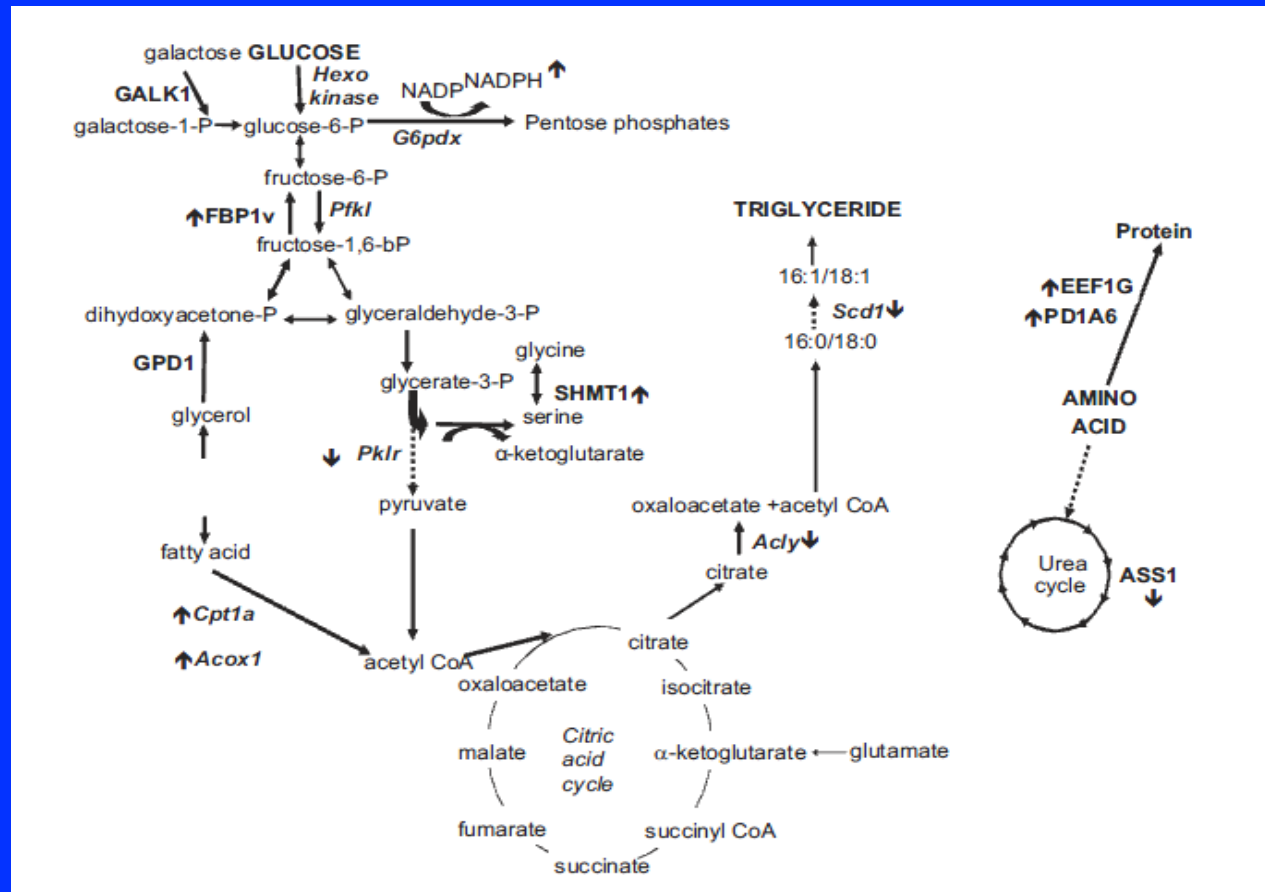 galactose GLUCOSE
Hexo
kinase
NADP NADPH
GALK1
galactose-1-P
glucose-6-P
G6pdx
Pentose phosphates
fructose-6-P
FBP1v
Pfkl
fructose-1,6-bP
dihydoxyacetone-P
glyceraldehyde-3-P
GPD1
glycine
glycerate-3-P
SHMT1
glycerol
serine
Pklr
α-ketoglutarate
pyruvate
fatty acid
Cpt1a
Acox1
acetyl CoA
TRIGLYCERIDE
16:1/18:1
Scd1
16:0/18:0
oxaloacetate +acetyl CoA
Acly
citrate
citrate
oxaloacetate
isocitrate
malate
Citric
acid
cycle
α-ketoglutarate
glutamate
fumarate
succinyl CoA
succinate
Protein
EEF1G
PD1A6
AMINO
ACID
Urea
cycle
ASS1